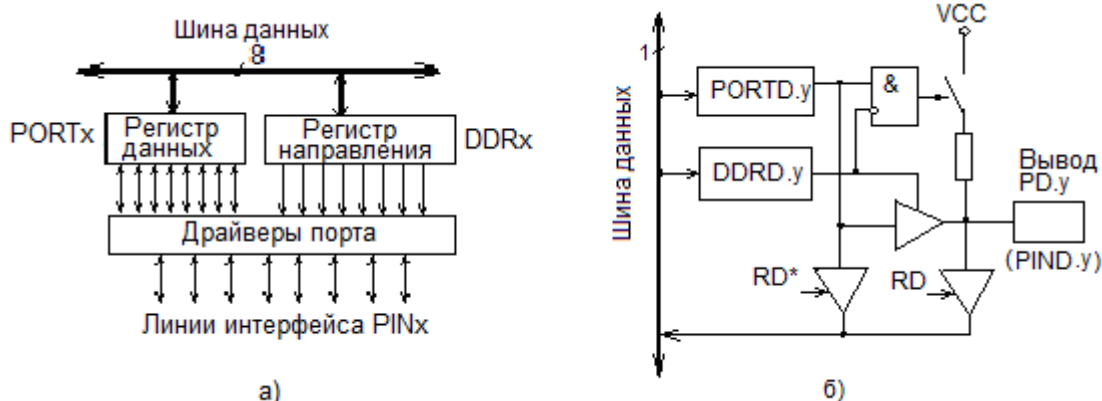 Шина данных
8
PORTx
Регистр
данных
Регистр
направления
DDRx
Драйверы порта
Линии интерфейса PINx
а)
VCC
1
Шина данных
PORTD.y
&
DDRD.y
Вывод
PD.y
(PIND.y)
RD*
RD
б)